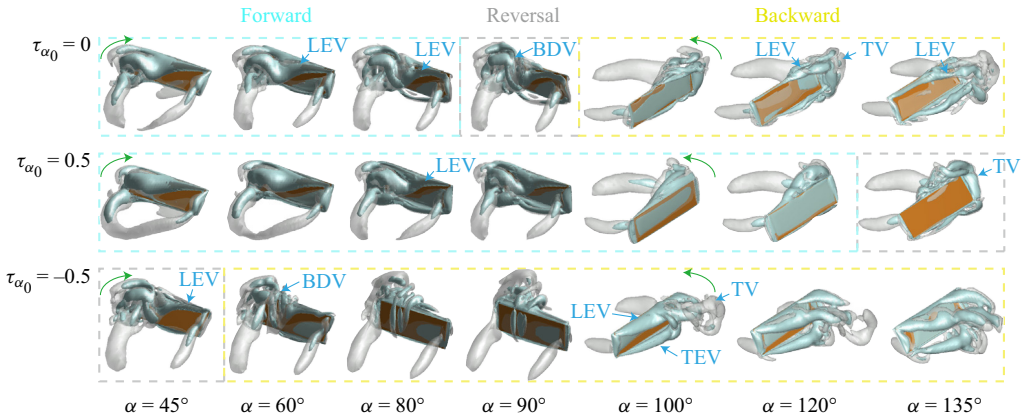 Forward Reversal Backward
τα₀ = 0
LEV LEV BDV LEV TV LEV
τα₀ = 0.5
LEV TV
τα₀ = –0.5
LEV BDV LEV TV
TEV
α = 45° α = 60° α = 80° α = 90° α = 100° α = 120° α = 135°